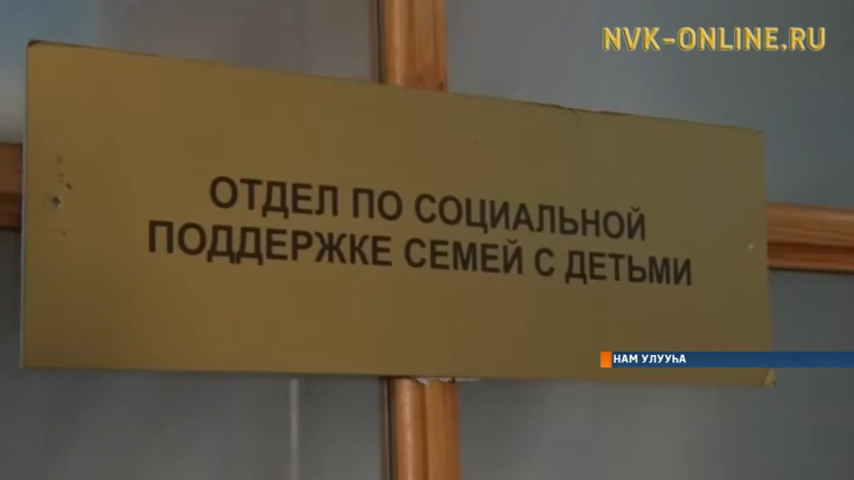 NVK-ONLINE.RU
ОТДЕЛ ПО СОЦИАЛЬНОЙ
ПОДДЕРЖКЕ СЕМЕЙ С ДЕТЬМИ
НАМ УЛУУҺА